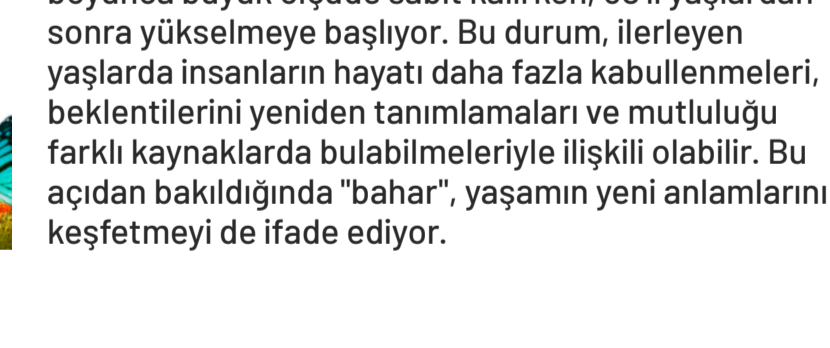 sonra yükselmeye başlıyor. Bu durum, ilerleyen
yaşlarda insanların hayatı daha fazla kabullenmeleri,
beklentilerini yeniden tanımlamaları ve mutluluğu
farklı kaynaklarda bulabilmeleriyle ilişkili olabilir. Bu
açıdan bakıldığında "bahar", yaşamın yeni anlamlarını
keşfetmeyi de ifade ediyor.